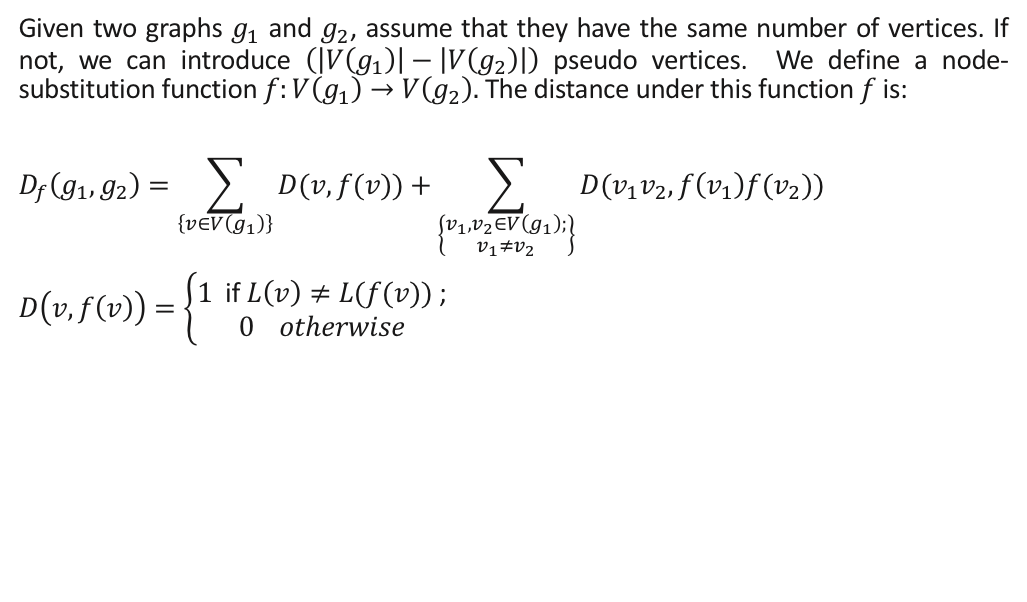 Given two graphs g₁ and g₂, assume that they have the same number of vertices. If
not, we can introduce (|V(g₁)| − |V(g₂)|) pseudo vertices. We define a node-
substitution function f: V(g₁) → V(g₂). The distance under this function f is:
D_f(g₁, g₂) = ∑_{{v∈V(g₁)}} D(v, f(v)) + ∑_{{v₁,v₂∈V(g₁); v₁≠v₂}} D(v₁v₂, f(v₁)f(v₂))
D(v, f(v)) = { 1 if L(v) ≠ L(f(v)) ;
0 otherwise